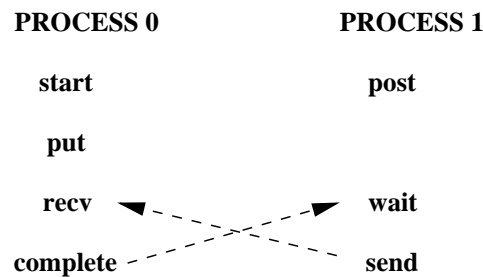 PROCESS 0 PROCESS 1
start post
put
recv wait
complete send